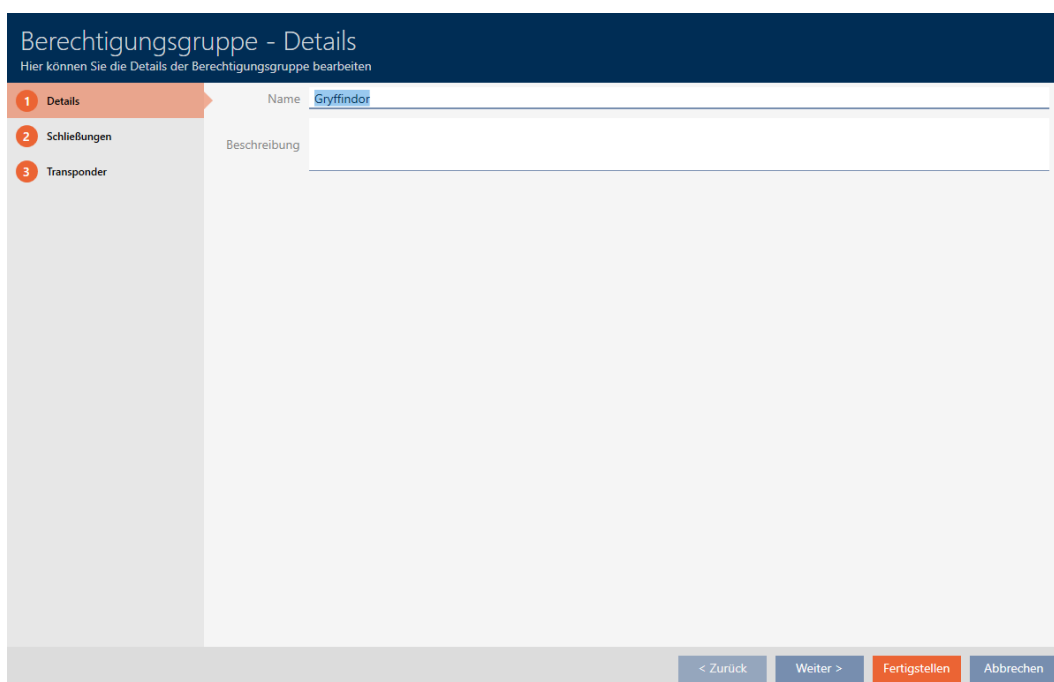 Berechtigungsgruppe - Details
Hier können Sie die Details der Berechtigungsgruppe bearbeiten
1 Details
2 Schließungen
3 Transponder
Name Gryffindor
Beschreibung
< Zurück Weiter > Fertigstellen Abbrechen